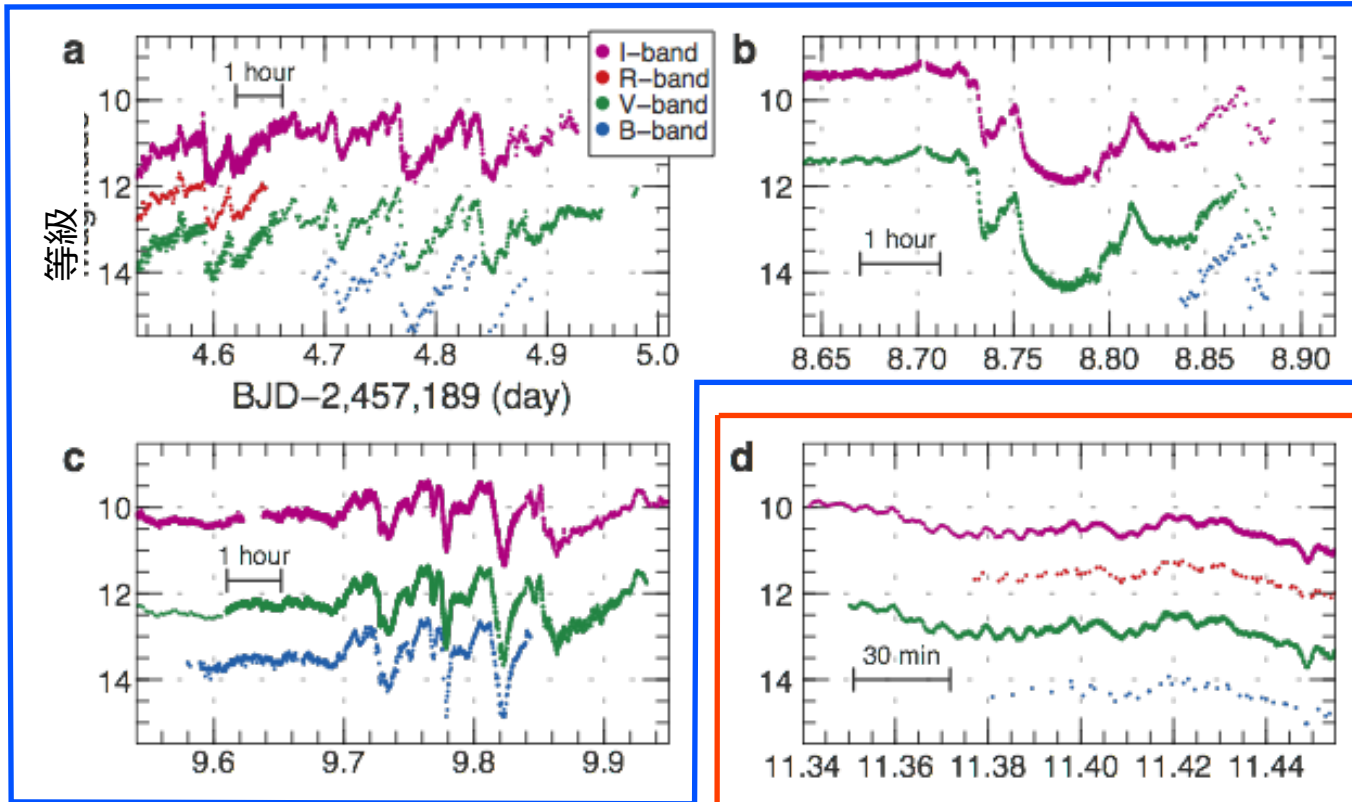 a
1 hour
I-band
R-band
V-band
B-band
10
12
14
等級
4.6 4.7 4.8 4.9 5.0
BJD-2,457,189 (day)
b
10
12
14
1 hour
8.65 8.70 8.75 8.80 8.85 8.90
c
10
12
14
1 hour
9.6 9.7 9.8 9.9
d
10
12
14
30 min
11.34 11.36 11.38 11.40 11.42 11.44